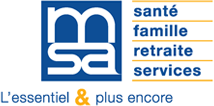 msa
santé
famille
retraite
services
L'essentiel & plus encore